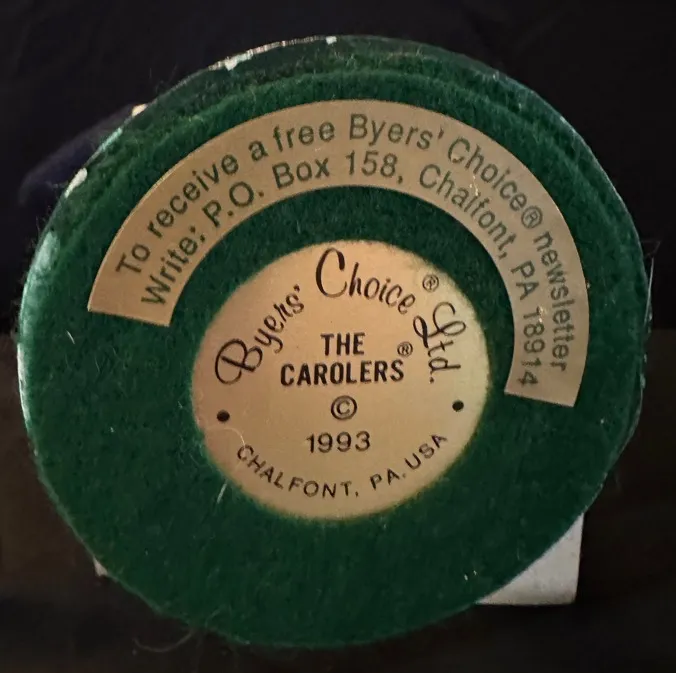 To receive a free Byers' Choice® newsletter
Write: P.O. Box 158, Chalfont, PA 18914
Byers' Choice® Ltd.
THE
CAROLERS®
©
1993
CHALFONT, PA. USA